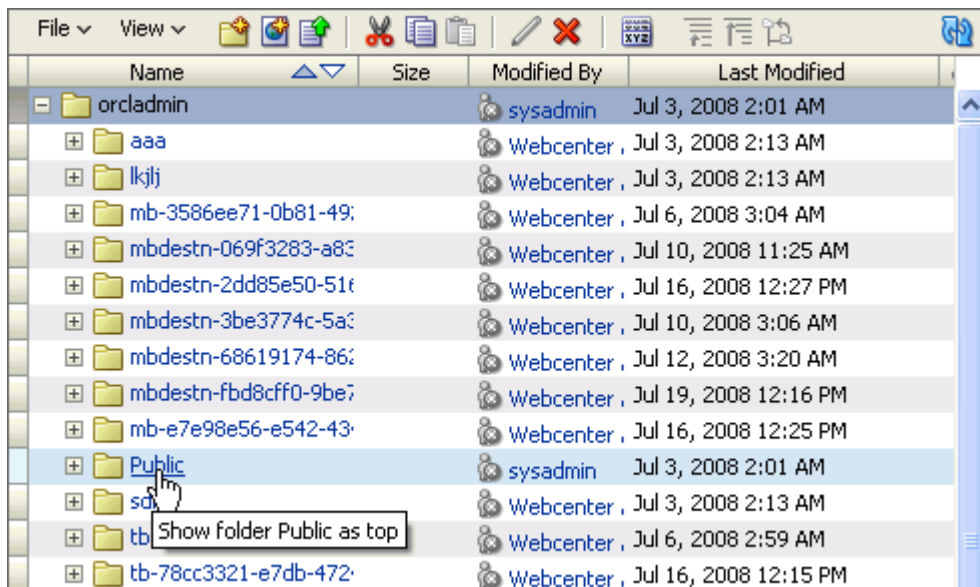 File View XYZ
Name Size Modified By Last Modified
orcladmin sysadmin Jul 3, 2008 2:01 AM
aaa Webcenter Jul 3, 2008 2:13 AM
lkjlj Webcenter Jul 3, 2008 2:13 AM
mb-3586ee71-0b81-49 Webcenter Jul 6, 2008 3:04 AM
mbdestn-069f3283-a83 Webcenter Jul 10, 2008 11:25 AM
mbdestn-2dd85e50-51 Webcenter Jul 16, 2008 12:27 PM
mbdestn-3be3774c-5a3 Webcenter Jul 10, 2008 3:06 AM
mbdestn-68619174-86 Webcenter Jul 12, 2008 3:20 AM
mbdestn-fbd8cff0-9be7 Webcenter Jul 19, 2008 12:16 PM
mb-e7e98e56-e542-43 Webcenter Jul 16, 2008 12:25 PM
Public sysadmin Jul 3, 2008 2:01 AM
Webcenter Jul 3, 2008 2:13 AM
Show folder Public as top
tb Webcenter Jul 6, 2008 2:59 AM
tb-78cc3321-e7db-472 Webcenter Jul 16, 2008 12:15 PM